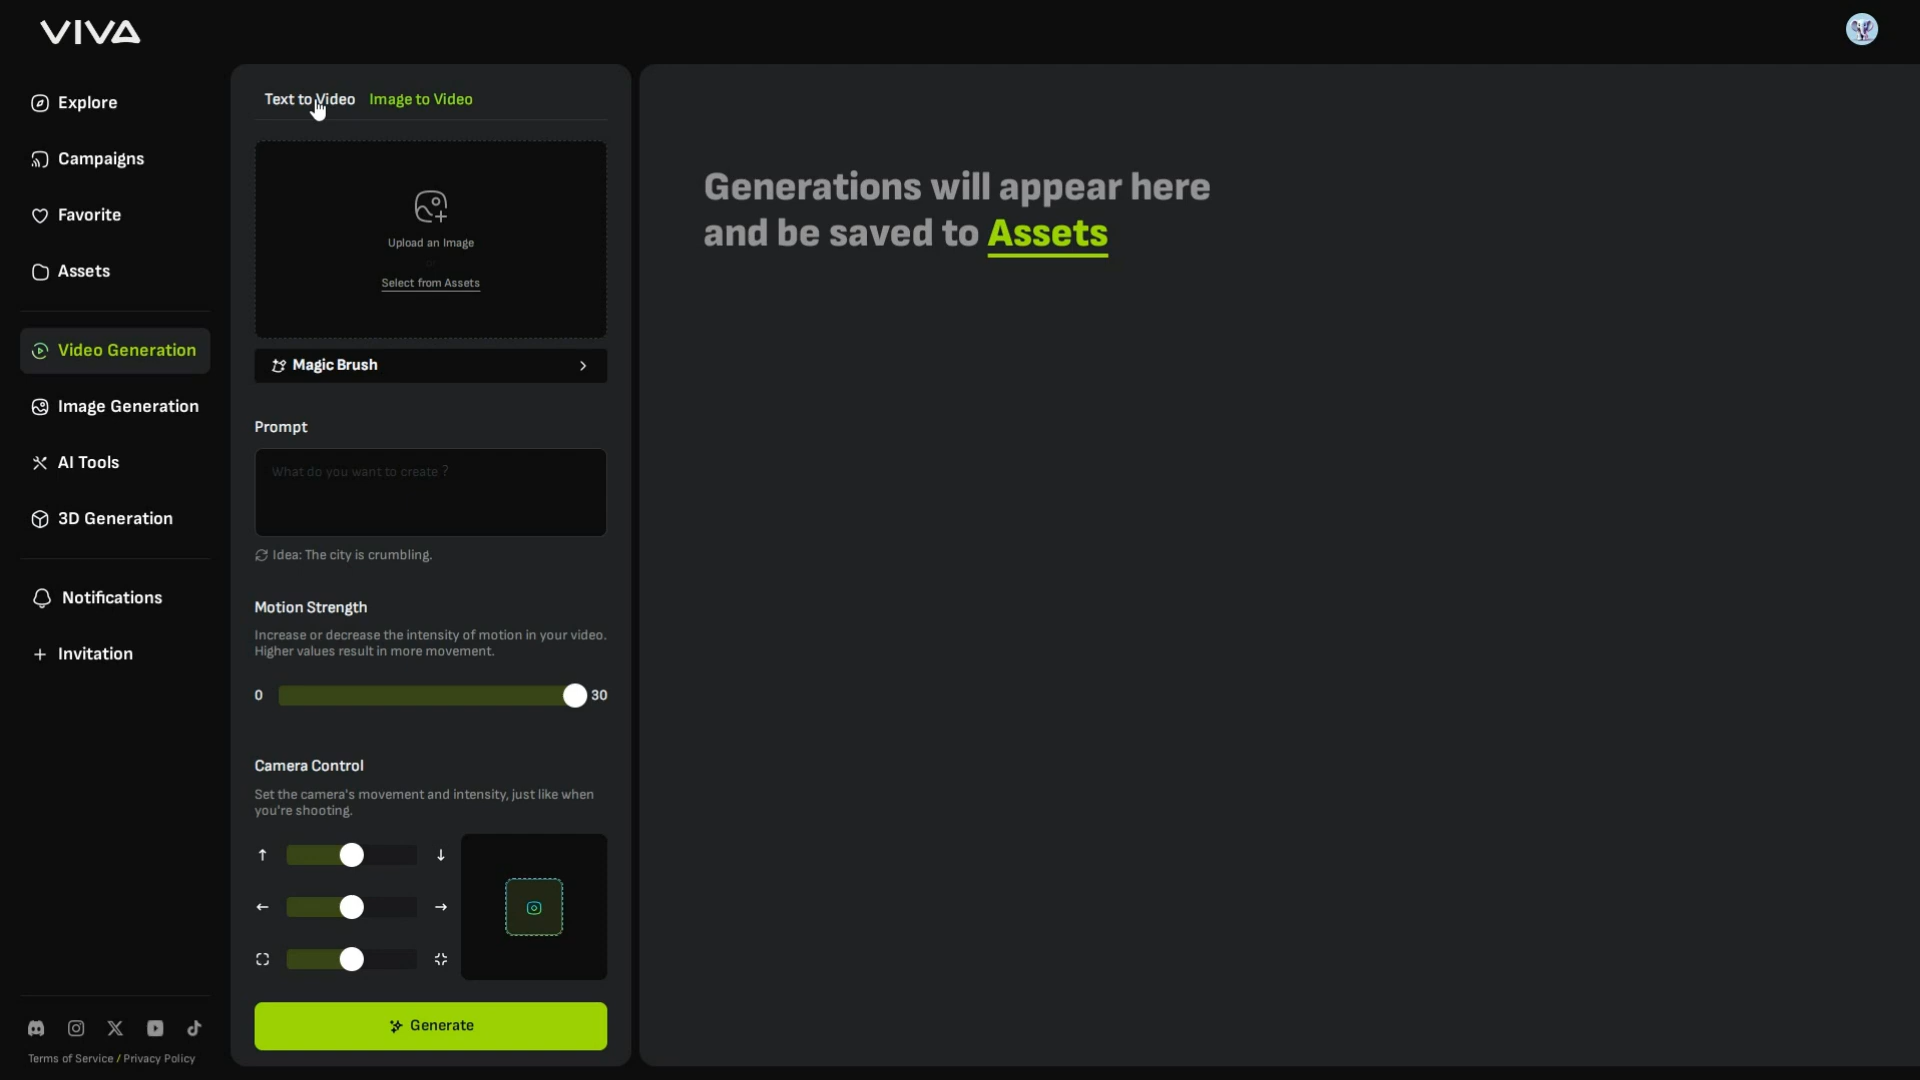 VIVA
Explore
Campaigns
Favorite
Assets
Video Generation
Image Generation
AI Tools
3D Generation
Notifications
+ Invitation
Terms of Service / Privacy Policy
Text to Video Image to Video
Upload an Image
or
Select from Assets
Magic Brush
Prompt
What do you want to create ?
Idea: The city is crumbling.
Motion Strength
Increase or decrease the intensity of motion in your video.
Higher values result in more movement.
0 30
Camera Control
Set the camera's movement and intensity, just like when
you're shooting.
Generate
Generations will appear here
and be saved to Assets